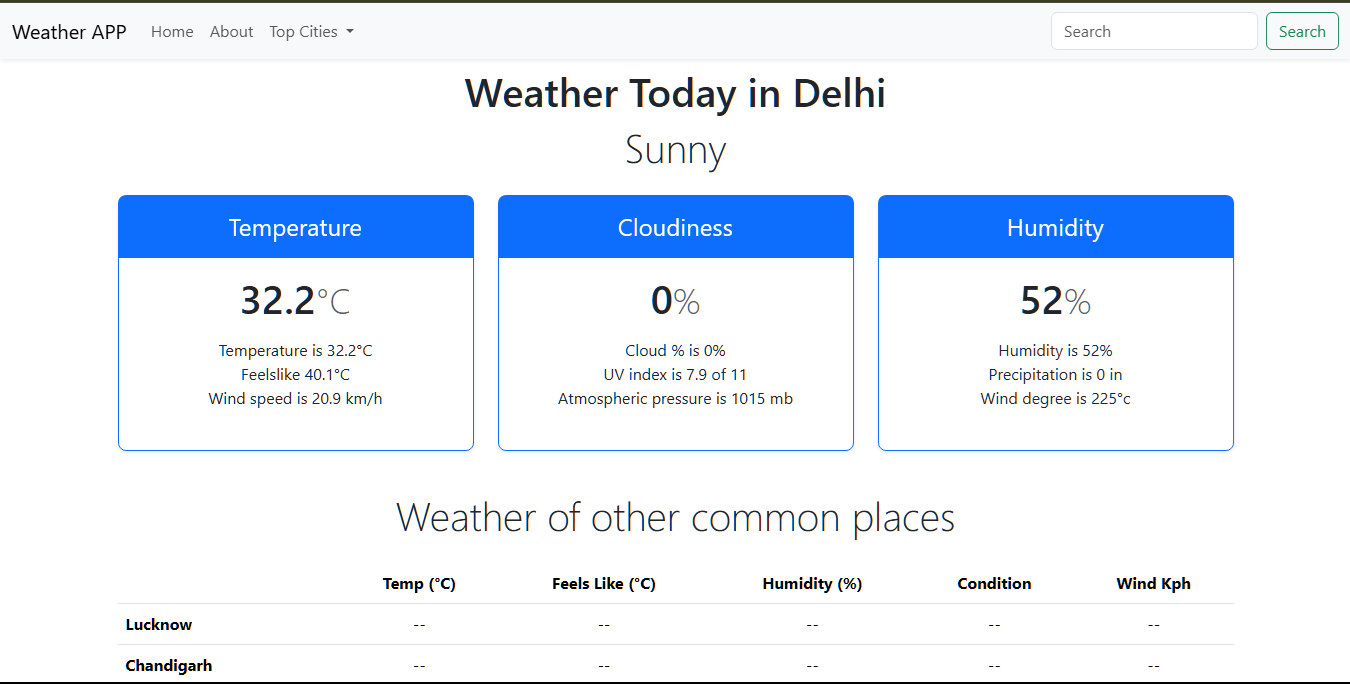 Weather APP Home About Top Cities Search Search
Weather Today in Delhi
Sunny
Temperature
32.2°C
Temperature is 32.2°C
Feelslike 40.1°C
Wind speed is 20.9 km/h
Cloudiness
0%
Cloud % is 0%
UV index is 7.9 of 11
Atmospheric pressure is 1015 mb
Humidity
52%
Humidity is 52%
Precipitation is 0 in
Wind degree is 225°c
Weather of other common places
Temp (°C) Feels Like (°C) Humidity (%) Condition Wind Kph
Lucknow -- -- -- -- --
Chandigarh -- -- -- -- --